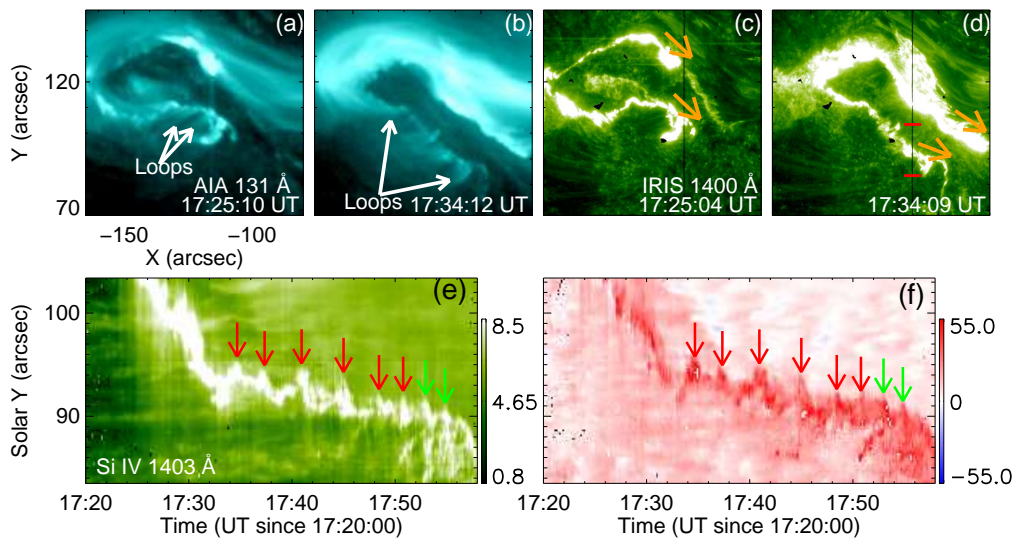 (a)
(b)
(c)
(d)
Y (arcsec)
120
70
Loops
AIA 131 Å
17:25:10 UT
Loops
17:34:12 UT
IRIS 1400 Å
17:25:04 UT
17:34:09 UT
−150
−100
X (arcsec)
(e)
(f)
Solar Y (arcsec)
100
90
Si IV 1403 Å
8.5
4.65
0.8
55.0
0
−55.0
17:20
17:30
17:40
17:50
17:20
17:30
17:40
17:50
Time (UT since 17:20:00)
Time (UT since 17:20:00)